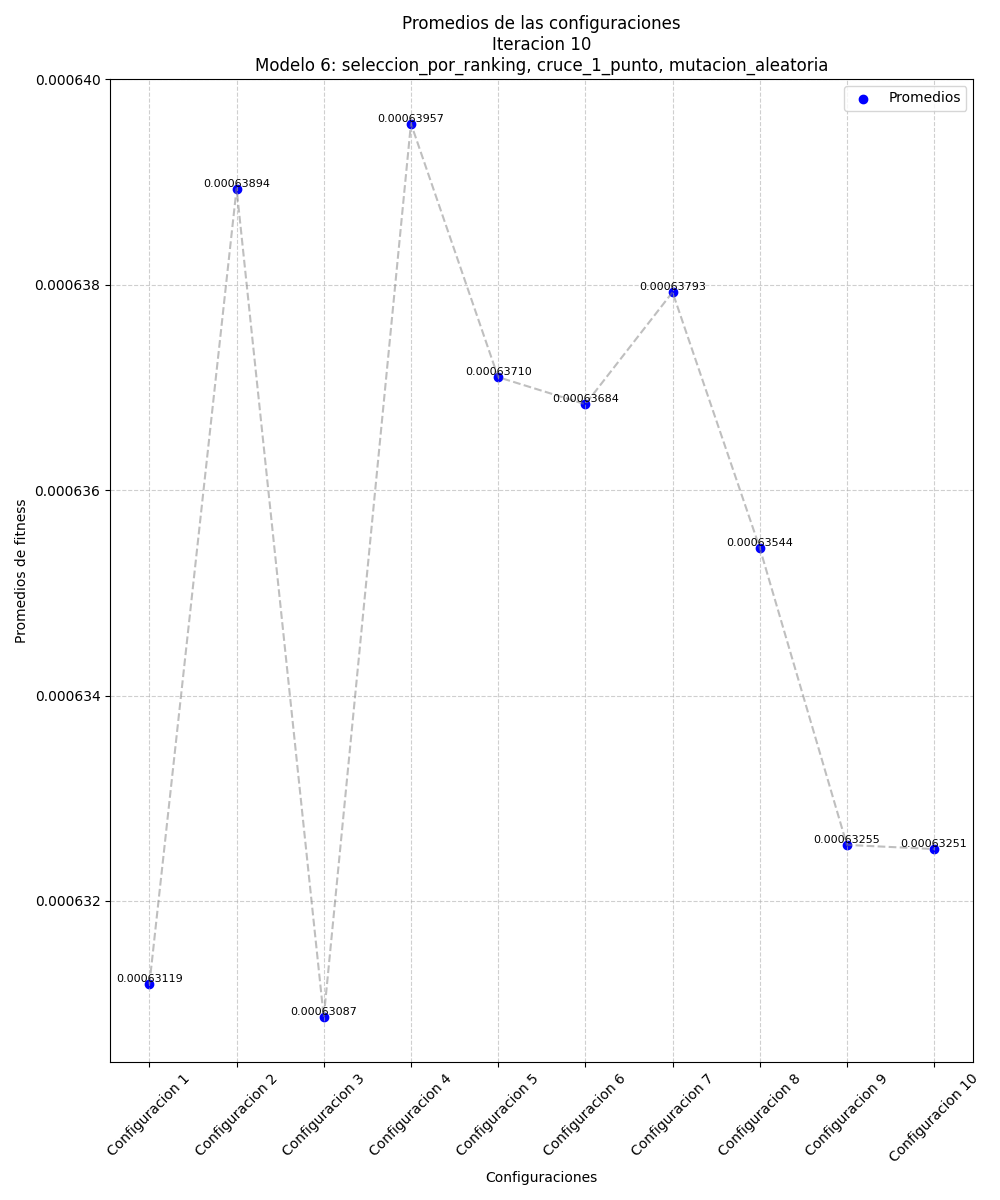 Promedios de las configuraciones
Iteracion 10
Modelo 6: seleccion_por_ranking, cruce_1_punto, mutacion_aleatoria
0.000640
Promedios
0.00063957
0.00063894
0.000638
0.00063793
0.00063710
0.00063684
0.000636
0.00063544
Promedios de fitness
0.000634
0.00063255
0.00063251
0.000632
0.00063119
0.00063087
Configuracion 1
Configuracion 2
Configuracion 3
Configuracion 4
Configuracion 5
Configuracion 6
Configuracion 7
Configuracion 8
Configuracion 9
Configuracion 10
Configuraciones